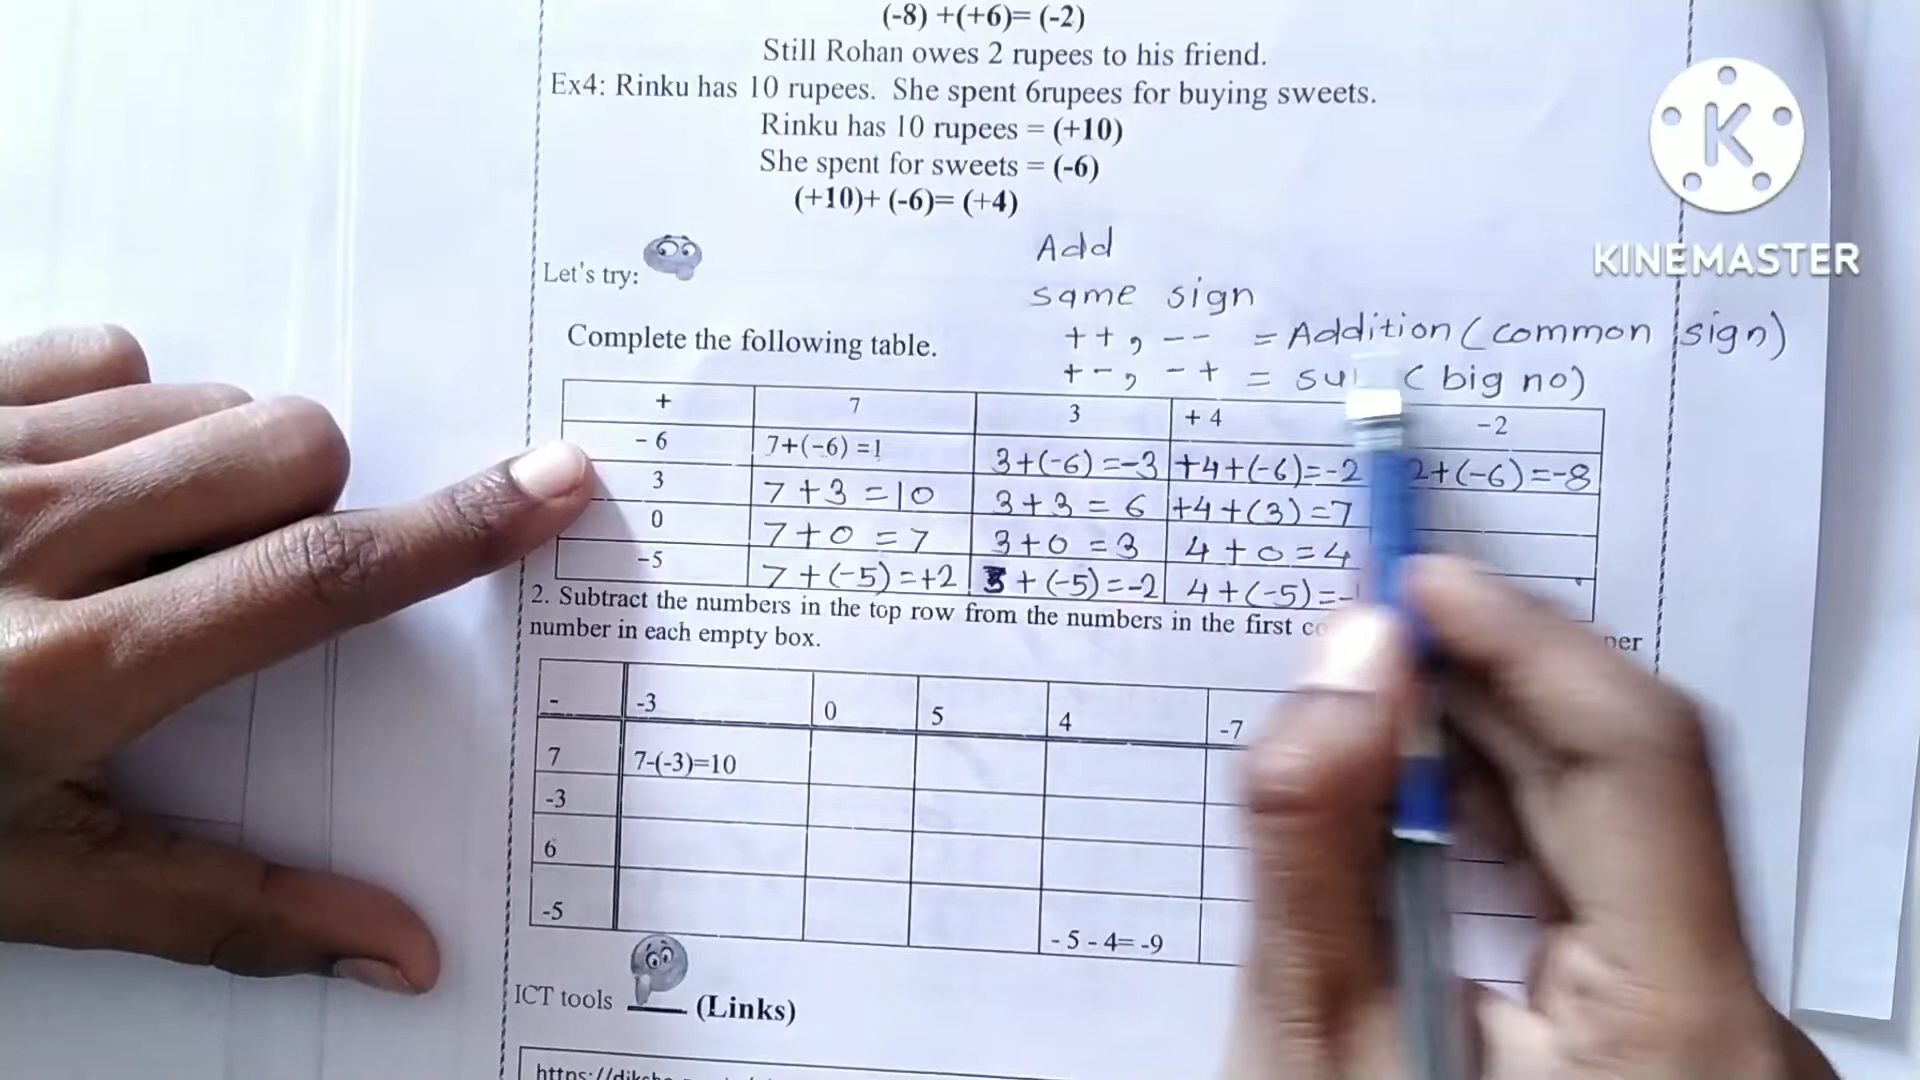 (-8) +(+6)= (-2)
Still Rohan owes 2 rupees to his friend.
Ex4: Rinku has 10 rupees. She spent 6rupees for buying sweets.
Rinku has 10 rupees = (+10)
She spent for sweets = (-6)
(+10)+ (-6)= (+4)
K
KINEMASTER
Let's try:
Add
same sign
++, -- = Addition (common sign)
+-, -+ = su ( big no)
Complete the following table.
+ 7 3 + 4 -2
- 6 7+(-6) =1 3+(-6)=-3 +4+(-6)=-2 2+(-6)=-8
3 7+3=10 3+3=6 +4+(3)=7
0 7+0=7 3+0=3 4+0=4
-5 7+(-5)=+2 3+(-5)=-2 4+(-5)=-
2. Subtract the numbers in the top row from the numbers in the first
number in each empty box.
- -3 0 5 4 -7
7 7-(-3)=10
-3
6
-5 - 5 - 4= -9
ICT tools (Links)